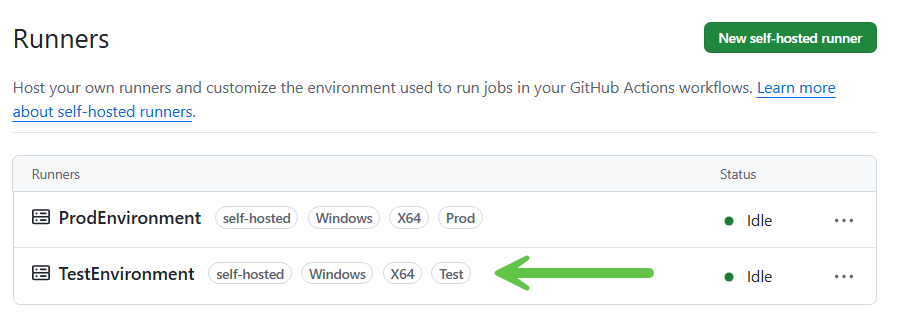 Runners
New self-hosted runner
Host your own runners and customize the environment used to run jobs in your GitHub Actions workflows. Learn more
about self-hosted runners.
Runners Status
ProdEnvironment self-hosted Windows X64 Prod Idle
TestEnvironment self-hosted Windows X64 Test Idle